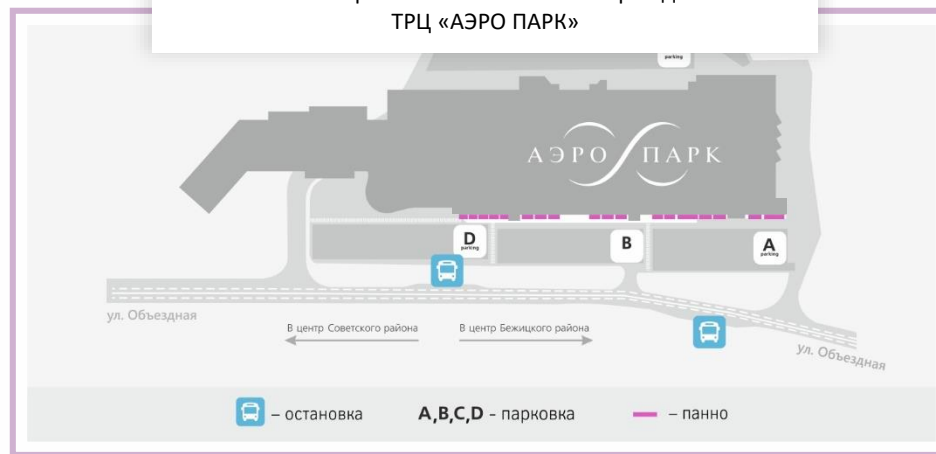 ТРЦ «АЭРО ПАРК»
parking
АЭРО ПАРК
D
parking
B
A
parking
ул. Объездная
В центр Советского района
В центр Бежицкого района
ул. Объездная
– остановка
A,B,C,D - парковка
– панно